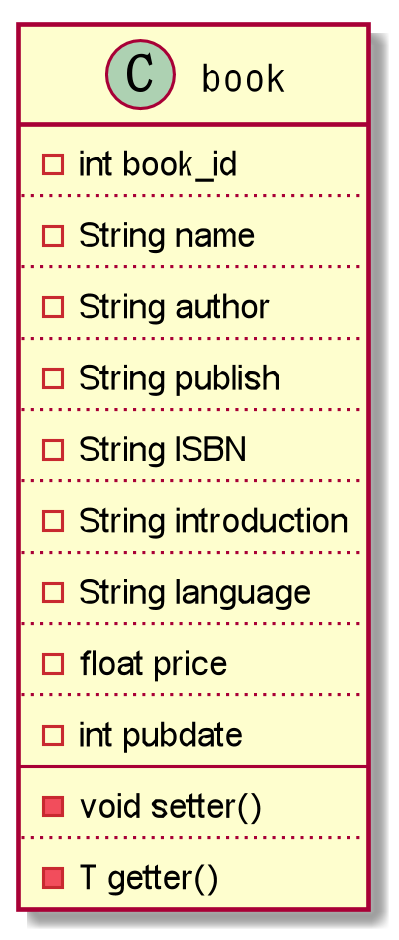 C book
int book_id
String name
String author
String publish
String ISBN
String introduction
String language
float price
int pubdate
void setter()
T getter()